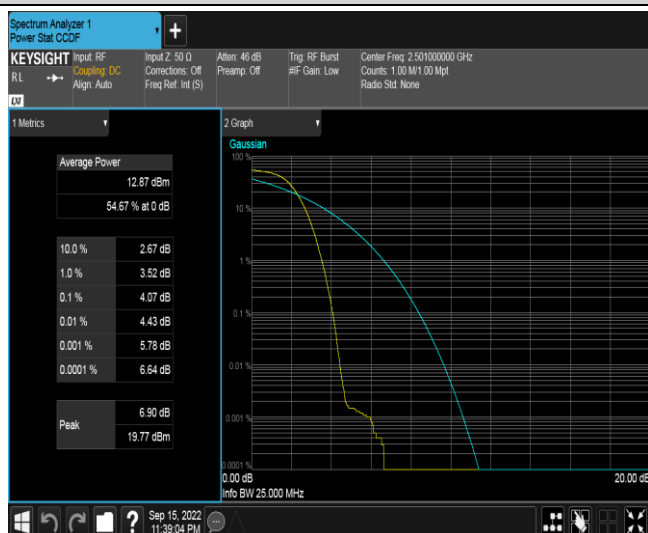 Spectrum Analyzer 1
Power Stat CCDF
KEYSIGHT
RL
LXI
Input: RF
Coupling: DC
Align: Auto
Input Z: 50 Ω
Corrections: Off
Freq Ref: Int (S)
Atten: 46 dB
Preamp: Off
Trig: RF Burst
#IF Gain: Low
Center Freq: 2.501000000 GHz
Counts: 1.00 M/1.00 Mpt
Radio Std: None
1 Metrics
Average Power
12.87 dBm
54.67 % at 0 dB
10.0 % 2.67 dB
1.0 % 3.52 dB
0.1 % 4.07 dB
0.01 % 4.43 dB
0.001 % 5.78 dB
0.0001 % 6.64 dB
Peak
6.90 dB
19.77 dBm
2 Graph
Gaussian
100 %
10 %
1 %
0.1 %
0.01 %
0.001 %
0.0001 %
0.00 dB 20.00 dB
Info BW 25.000 MHz
?
Sep 15, 2022
11:39:04 PM